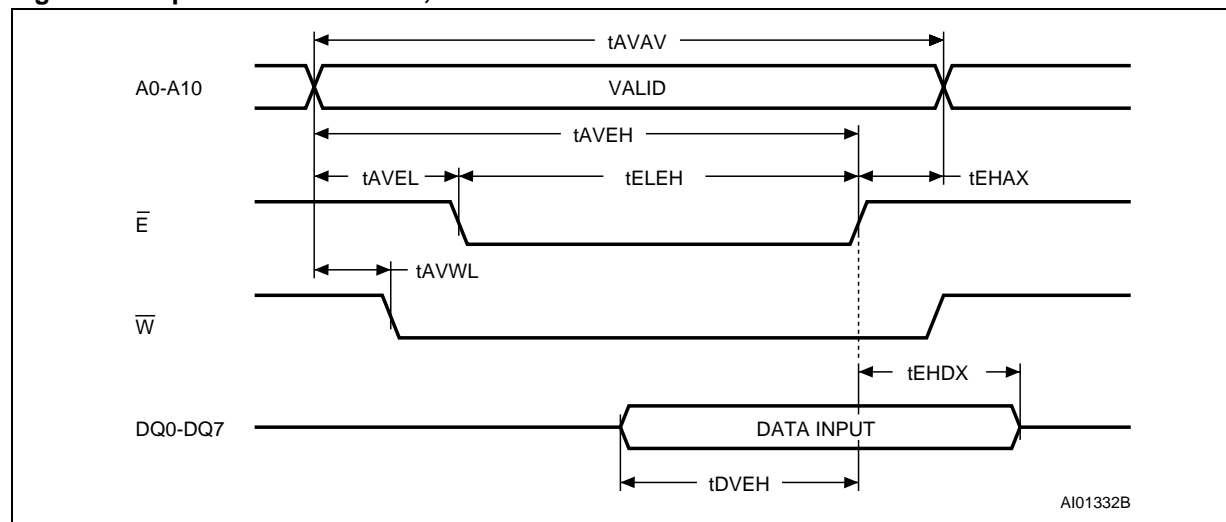 tAVAV
A0-A10
VALID
tAVEH
tAVEL
tELEH
tEHAX
E̅
tAVWL
W̅
tEHDX
DQ0-DQ7
DATA INPUT
tDVEH
AI01332B